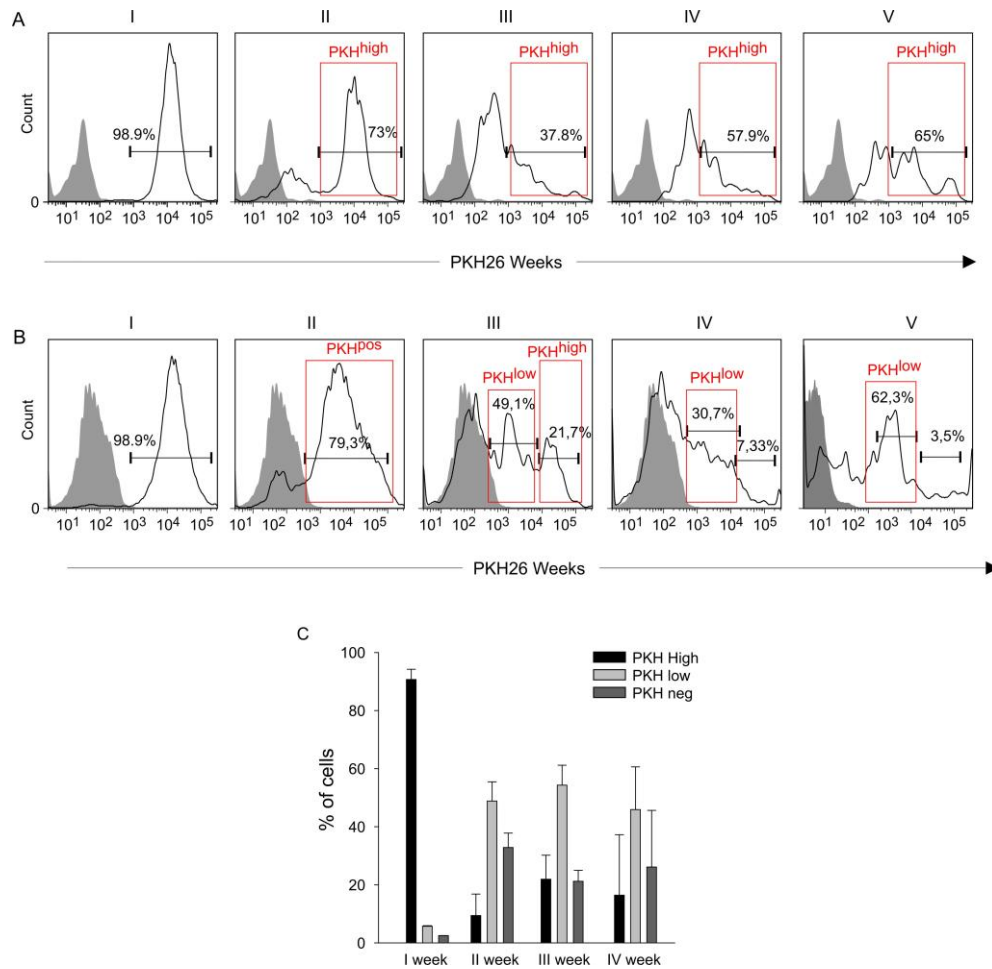 A
I II III IV V
Count
0
98.9%
10¹ 10² 10³ 10⁴ 10⁵
PKHhigh
73%
10¹ 10² 10³ 10⁴ 10⁵
PKHhigh
37.8%
10¹ 10² 10³ 10⁴ 10⁵
PKHhigh
57.9%
10¹ 10² 10³ 10⁴ 10⁵
PKHhigh
65%
10¹ 10² 10³ 10⁴ 10⁵
PKH26 Weeks
B
I II III IV V
Count
0
98.9%
10¹ 10² 10³ 10⁴ 10⁵
PKHpos
79,3%
10¹ 10² 10³ 10⁴ 10⁵
PKHhigh
PKHlow
49,1%
21,7%
10¹ 10² 10³ 10⁴ 10⁵
PKHlow
30,7%
7,33%
10¹ 10² 10³ 10⁴ 10⁵
PKHlow
62,3%
3,5%
10¹ 10³ 10⁴ 10⁵
PKH26 Weeks
C
% of cells
100
80
60
40
20
0
PKH High
PKH low
PKH neg
I week II week III week IV week